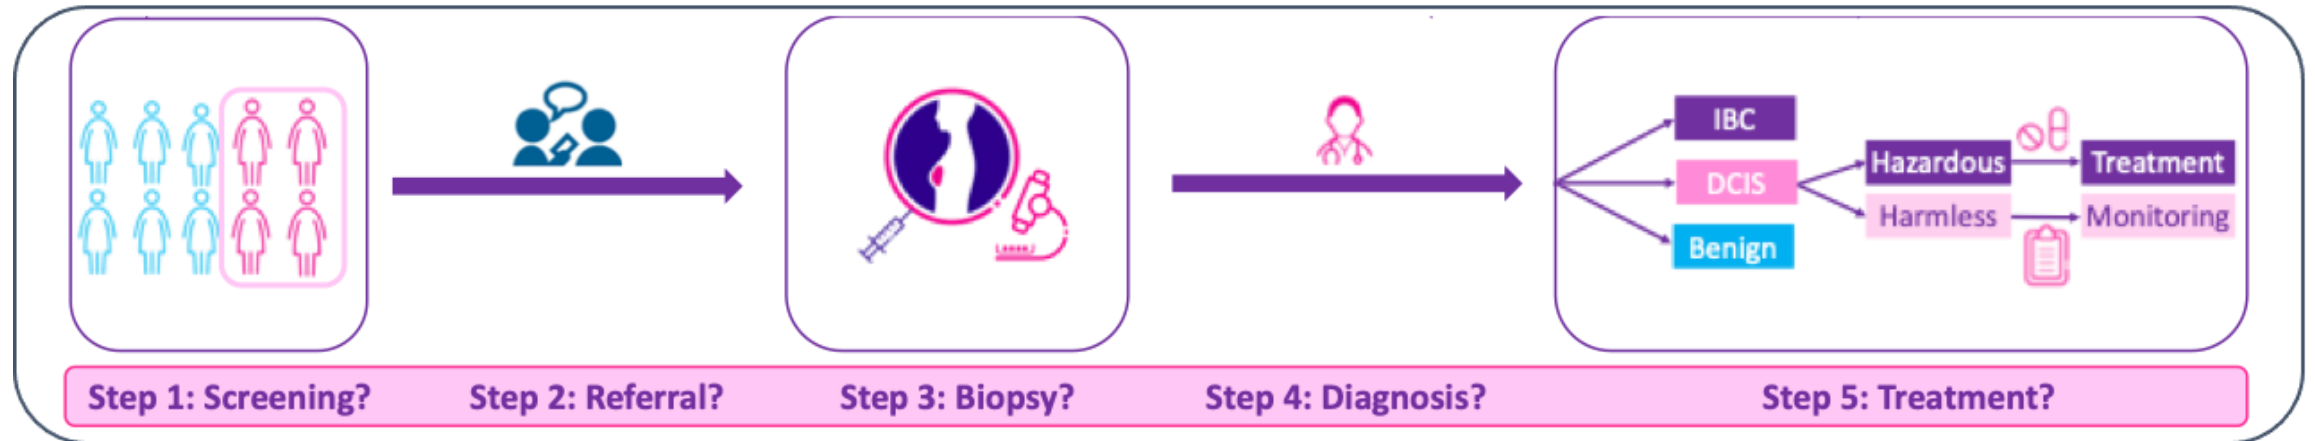 IBC
DCIS
Benign
Hazardous
Treatment
Harmless
Monitoring
Step 1: Screening?
Step 2: Referral?
Step 3: Biopsy?
Step 4: Diagnosis?
Step 5: Treatment?